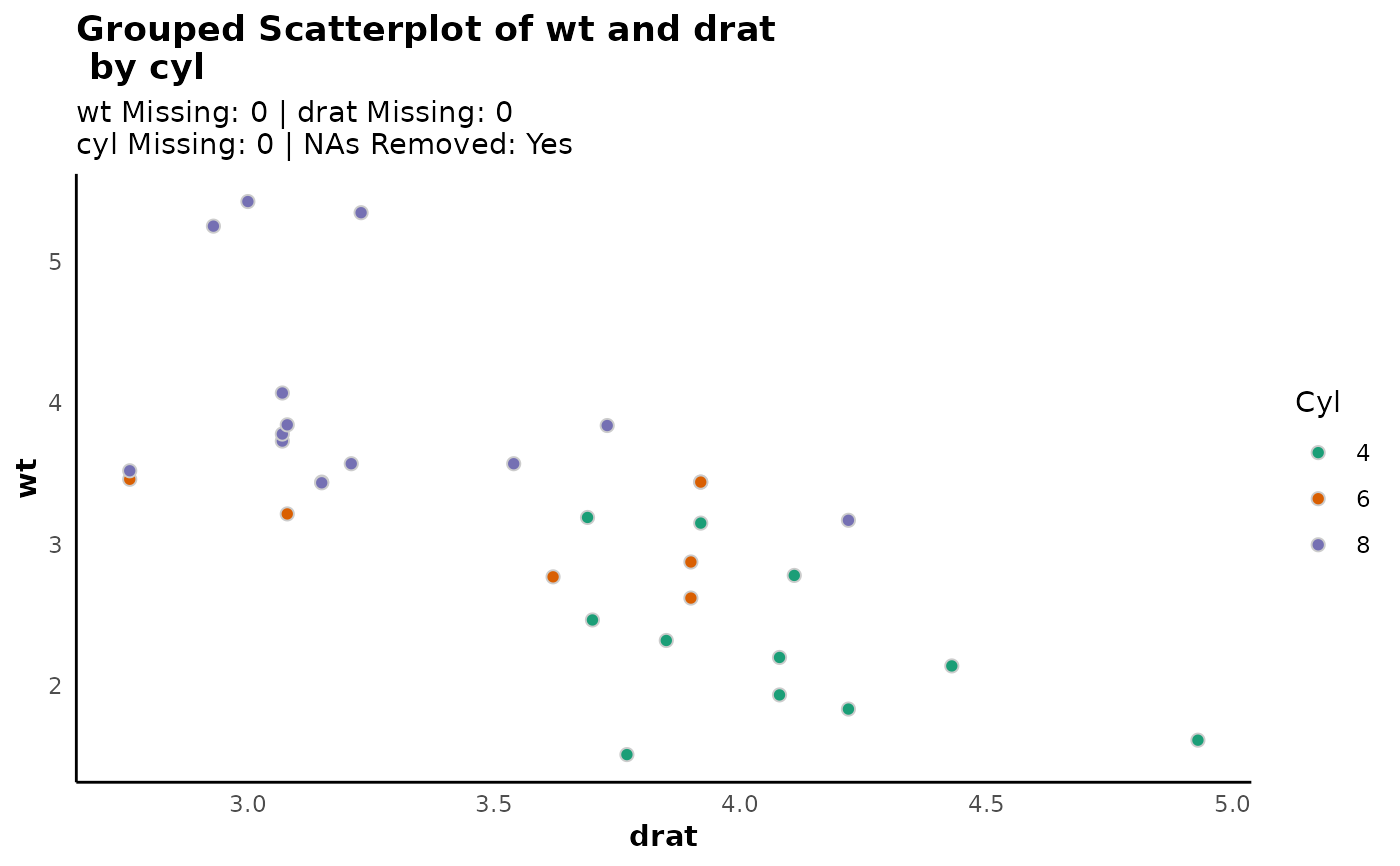 Grouped Scatterplot of wt and drat
by cyl
wt Missing: 0 | drat Missing: 0
cyl Missing: 0 | NAs Removed: Yes
5
4
3
2
wt
3.0 3.5 4.0 4.5 5.0
drat
Cyl
4
6
8